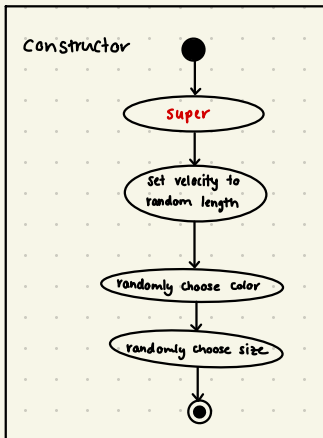 Constructor
super
set velocity to
random length
randomly choose color
randomly choose size